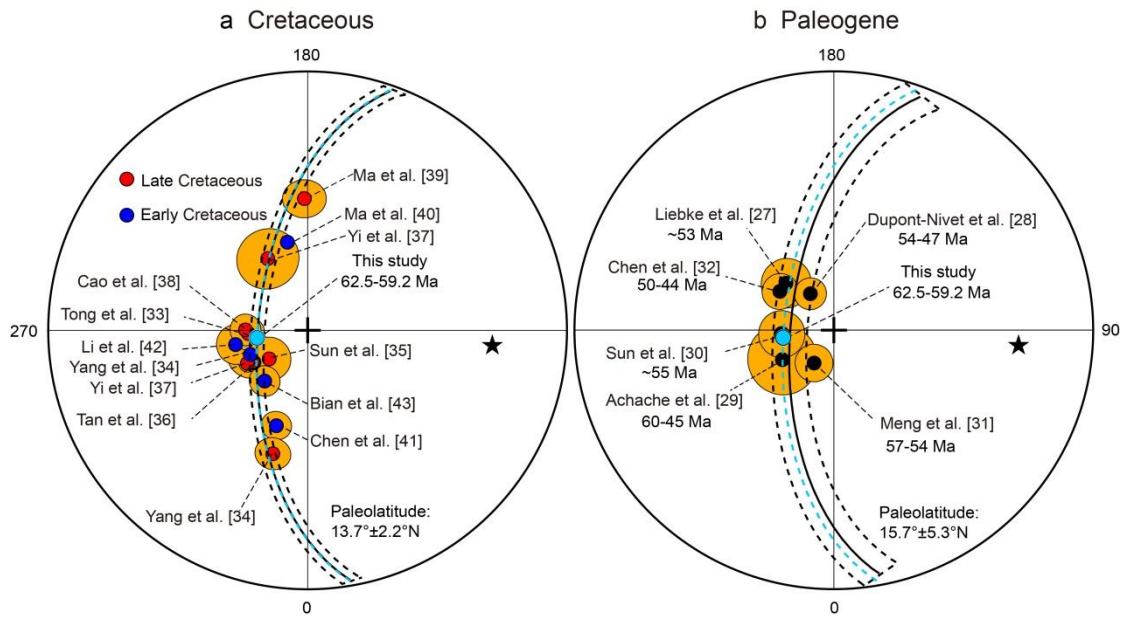 a Cretaceous
180
Late Cretaceous
Early Cretaceous
Ma et al. [39]
Ma et al. [40]
Yi et al. [37]
This study
62.5-59.2 Ma
Cao et al. [38]
Tong et al. [33]
270
Li et al. [42]
Yang et al. [34]
Yi et al. [37]
Tan et al. [36]
Sun et al. [35]
Bian et al. [43]
Chen et al. [41]
Yang et al. [34]
Paleolatitude:
13.7°±2.2°N
0
b Paleogene
180
Liebke et al. [27]
~53 Ma
Dupont-Nivet et al. [28]
54-47 Ma
Chen et al. [32]
50-44 Ma
This study
62.5-59.2 Ma
90
Sun et al. [30]
~55 Ma
Achache et al. [29]
60-45 Ma
Meng et al. [31]
57-54 Ma
Paleolatitude:
15.7°±5.3°N
0